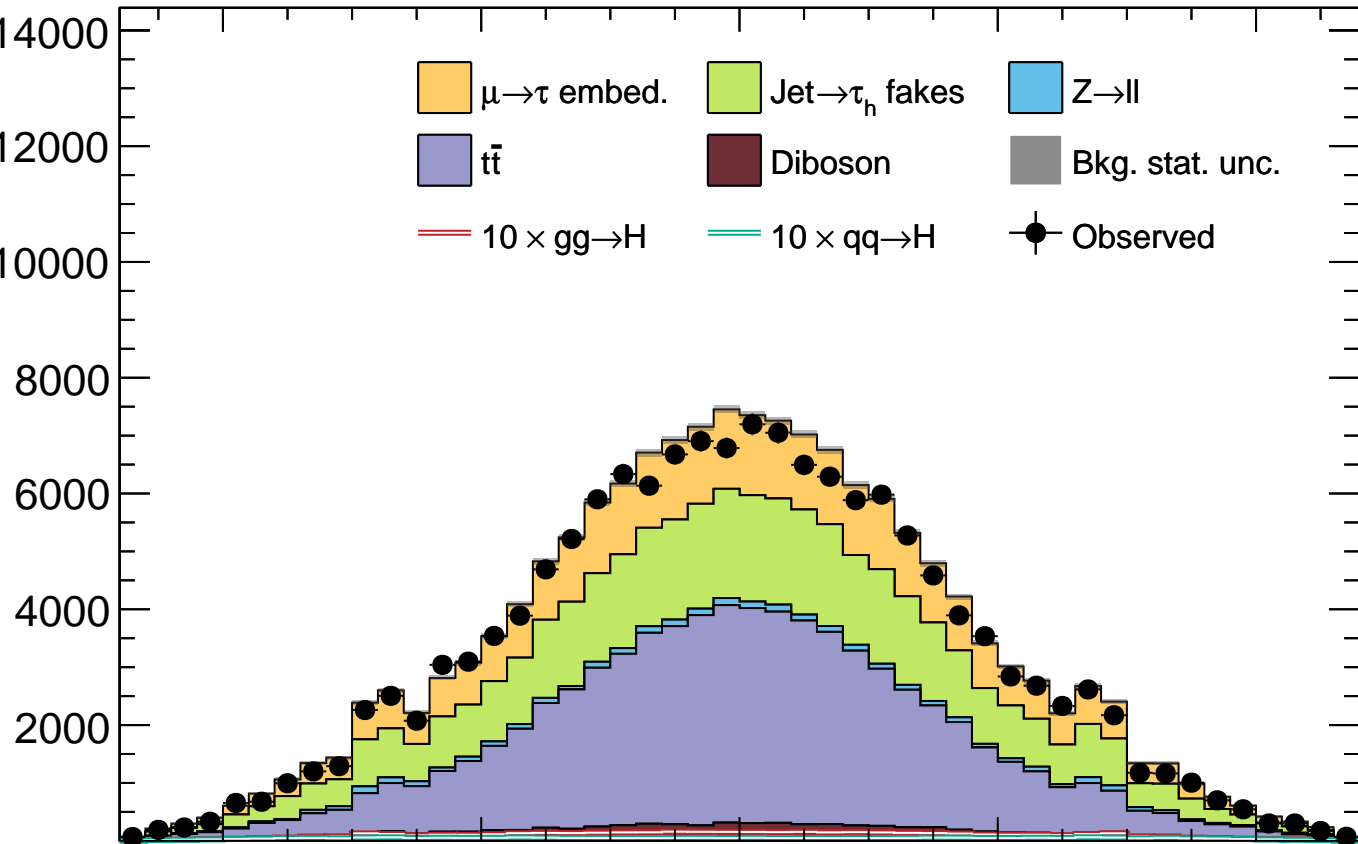 14000
μ→τ embed. Jet→τh fakes Z→ll
12000
tt̄ Diboson Bkg. stat. unc.
10 × gg→H 10 × qq→H Observed
10000
8000
6000
4000
2000